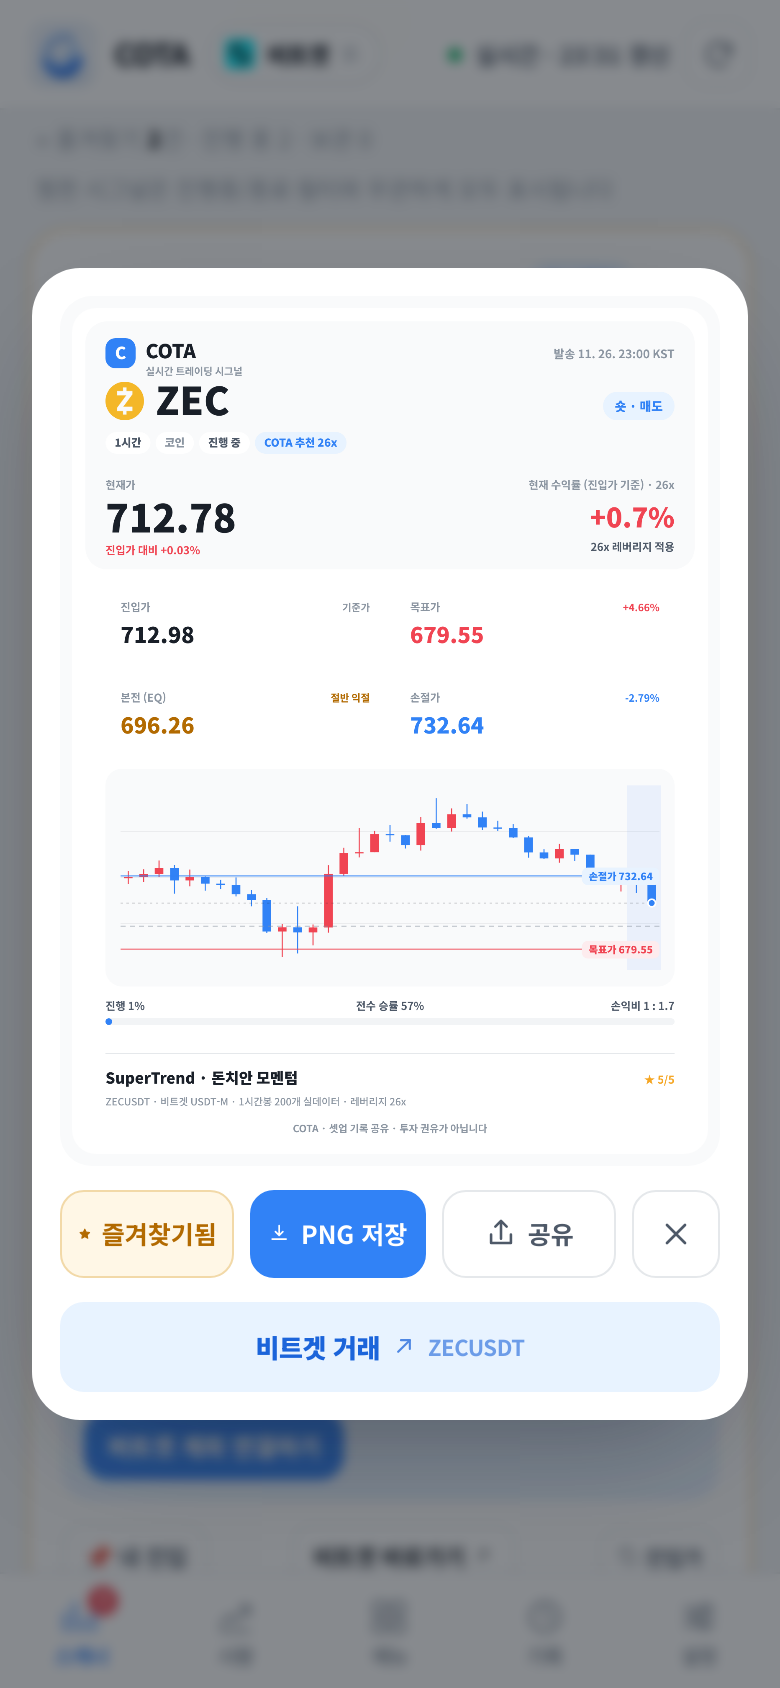 COTA
C COTA
실시간 트레이딩 시그널
발송 11. 26. 23:00 KST
ZEC
숏 · 매도
1시간 코인 진행 중 COTA 추천 26x
현재가
현재 수익률 (진입가 기준) · 26x
712.78
+0.7%
진입가 대비 +0.03%
26x 레버리지 적용
진입가 기준가
712.98
목표가 +4.66%
679.55
본전 (EQ) 절반 익절
696.26
손절가 -2.79%
732.64
손절가 732.64
목표가 679.55
진행 1% 전수 승률 57% 손익비 1 : 1.7
SuperTrend · 돈치안 모멘텀
★ 5/5
ZECUSDT · 비트겟 USDT-M · 1시간봉 200개 실데이터 · 레버리지 26x
COTA · 셋업 기록 공유 · 투자 권유가 아닙니다
★ 즐겨찾기됨
PNG 저장
공유
비트겟 거래 ↗ ZECUSDT